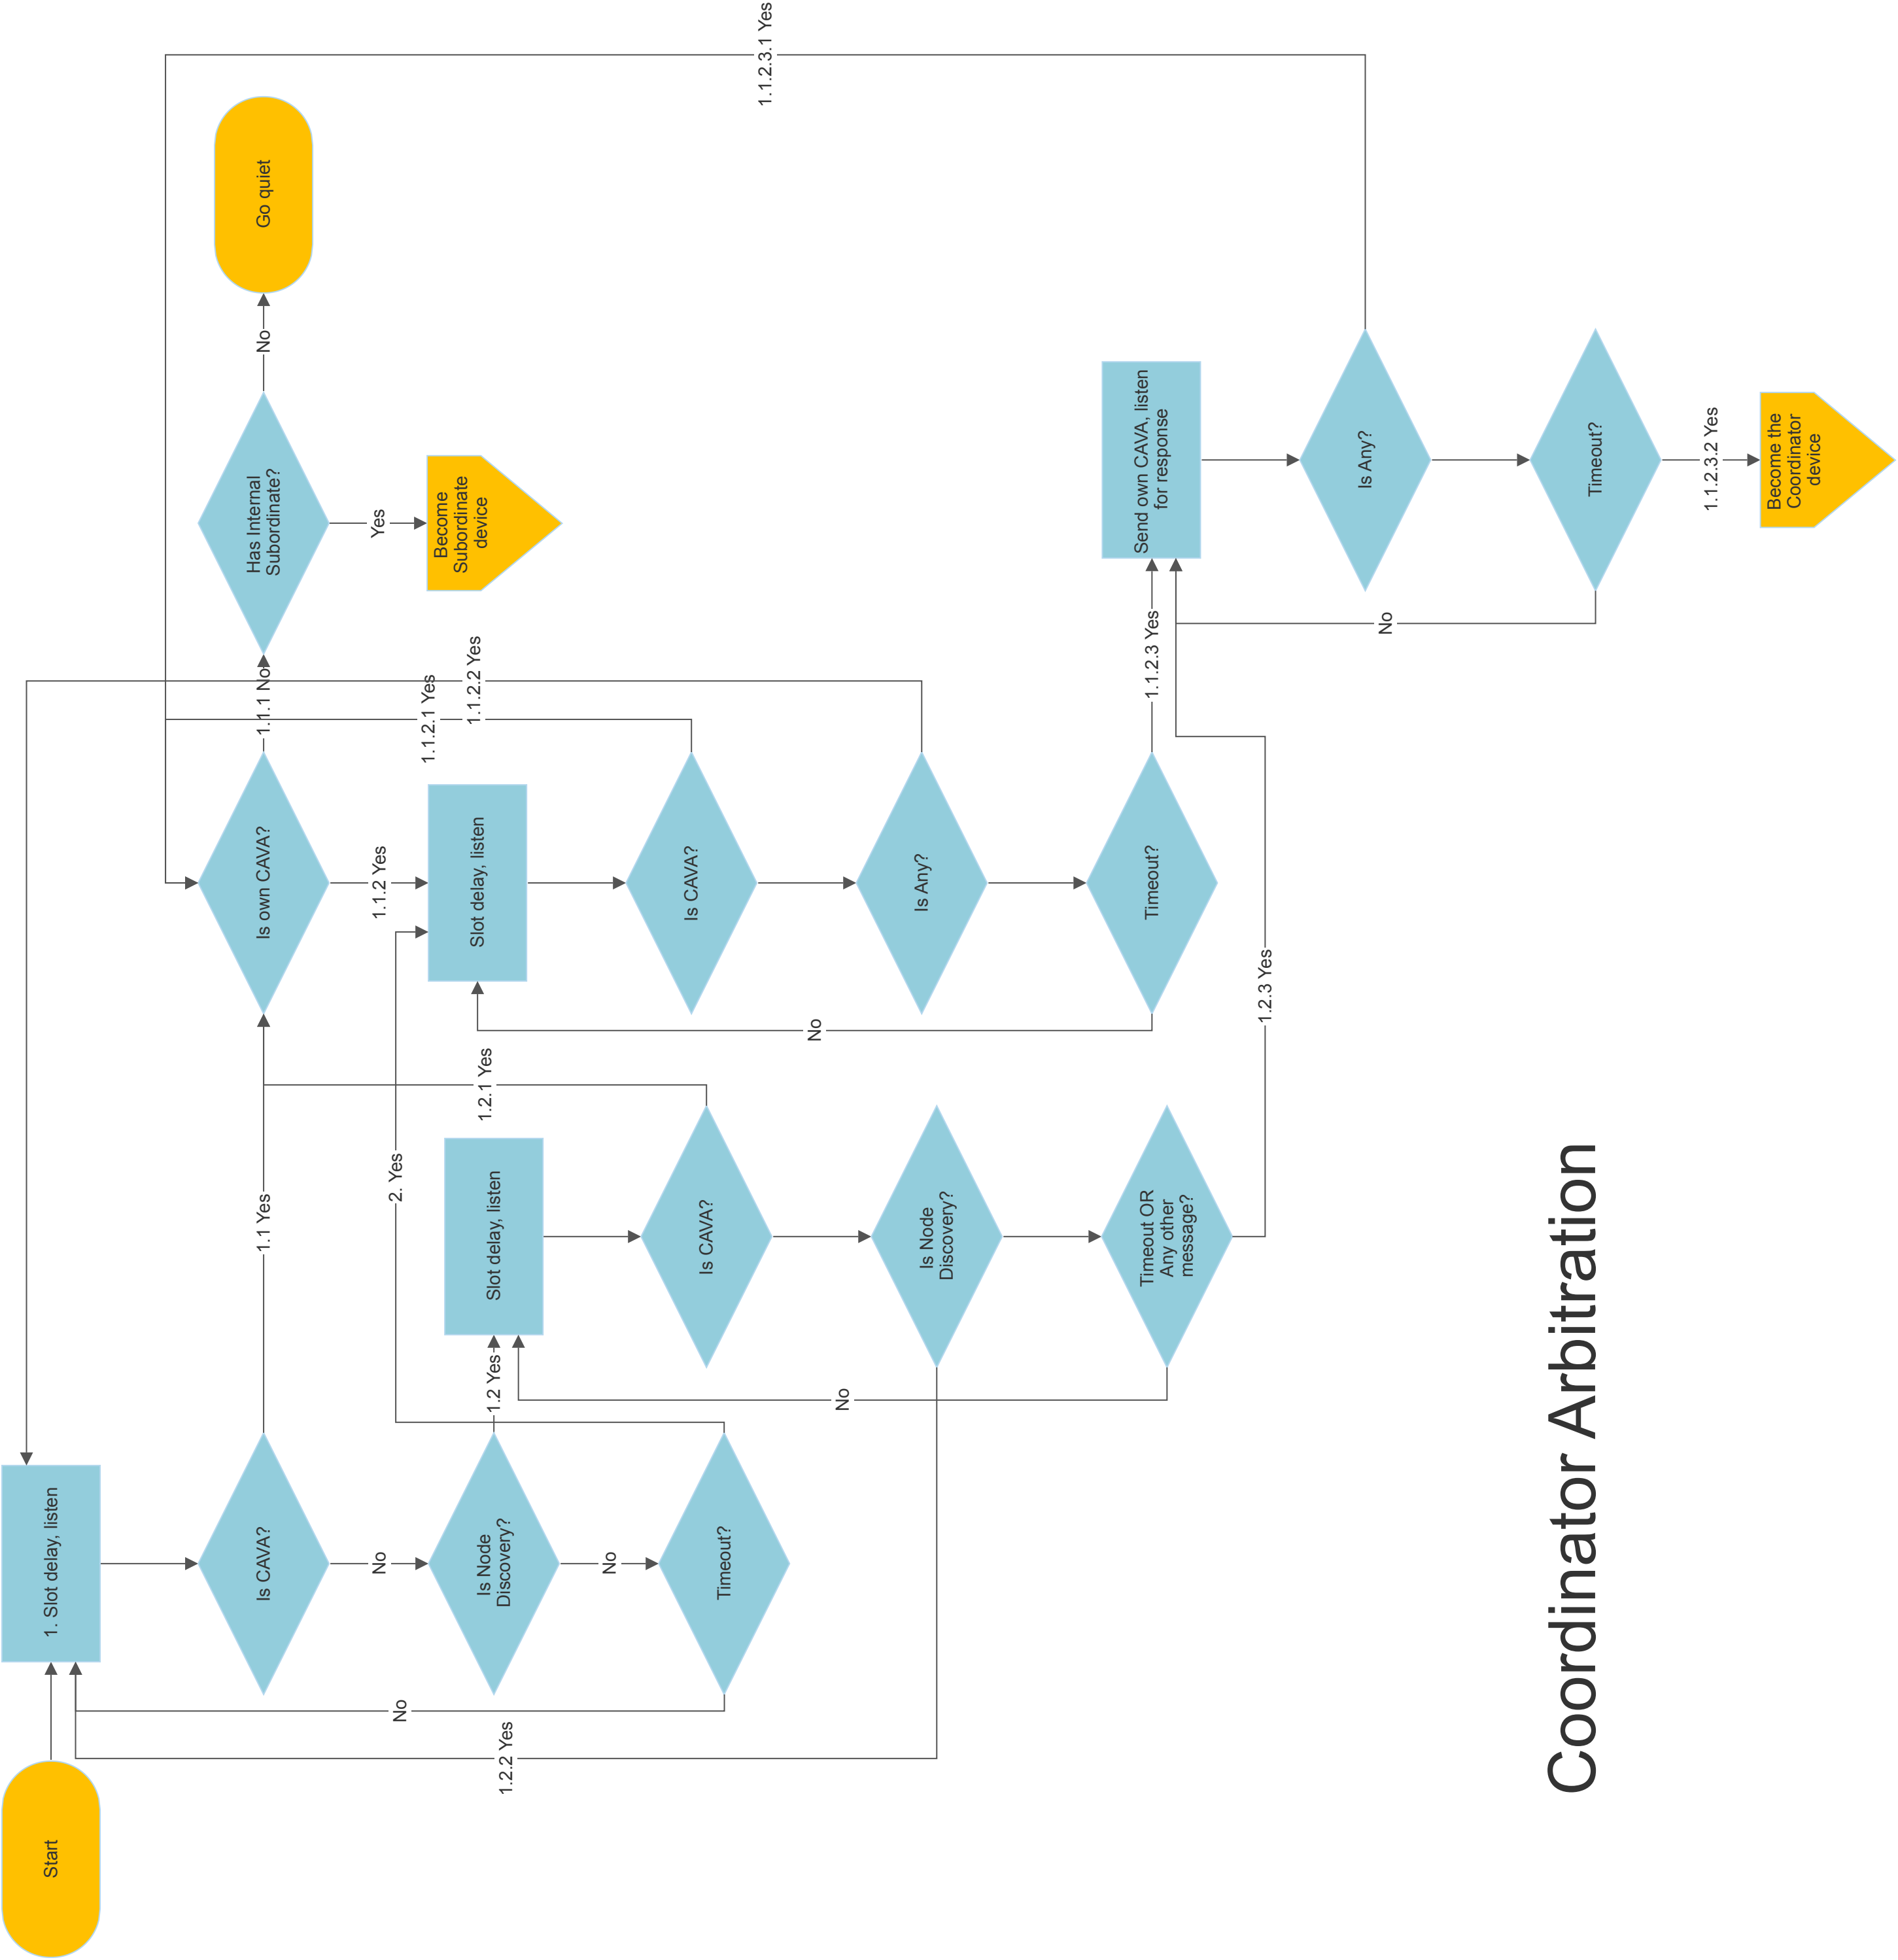 Start
1. Slot delay, listen
Is CAVA?
No
Is Node
Discovery?
No
Timeout?
No
1.1 Yes
1.2 Yes
2. Yes
1.2.2 Yes
Slot delay, listen
Is CAVA?
Is Node
Discovery?
Timeout OR
Any other
message?
No
1.2.1 Yes
1.2.3 Yes
Is own CAVA?
1.1.1 No
1.1.2 Yes
Slot delay, listen
Is CAVA?
Is Any?
Timeout?
No
1.1.2.1 Yes
1.1.2.2 Yes
1.1.2.3 Yes
Has Internal
Subordinate?
No
Go quiet
Yes
Become
Subordinate
device
Send own CAVA, listen
for response
Is Any?
Timeout?
No
1.1.2.3.1 Yes
1.1.2.3.2 Yes
Become the
Coordinator
device
Coordinator Arbitration